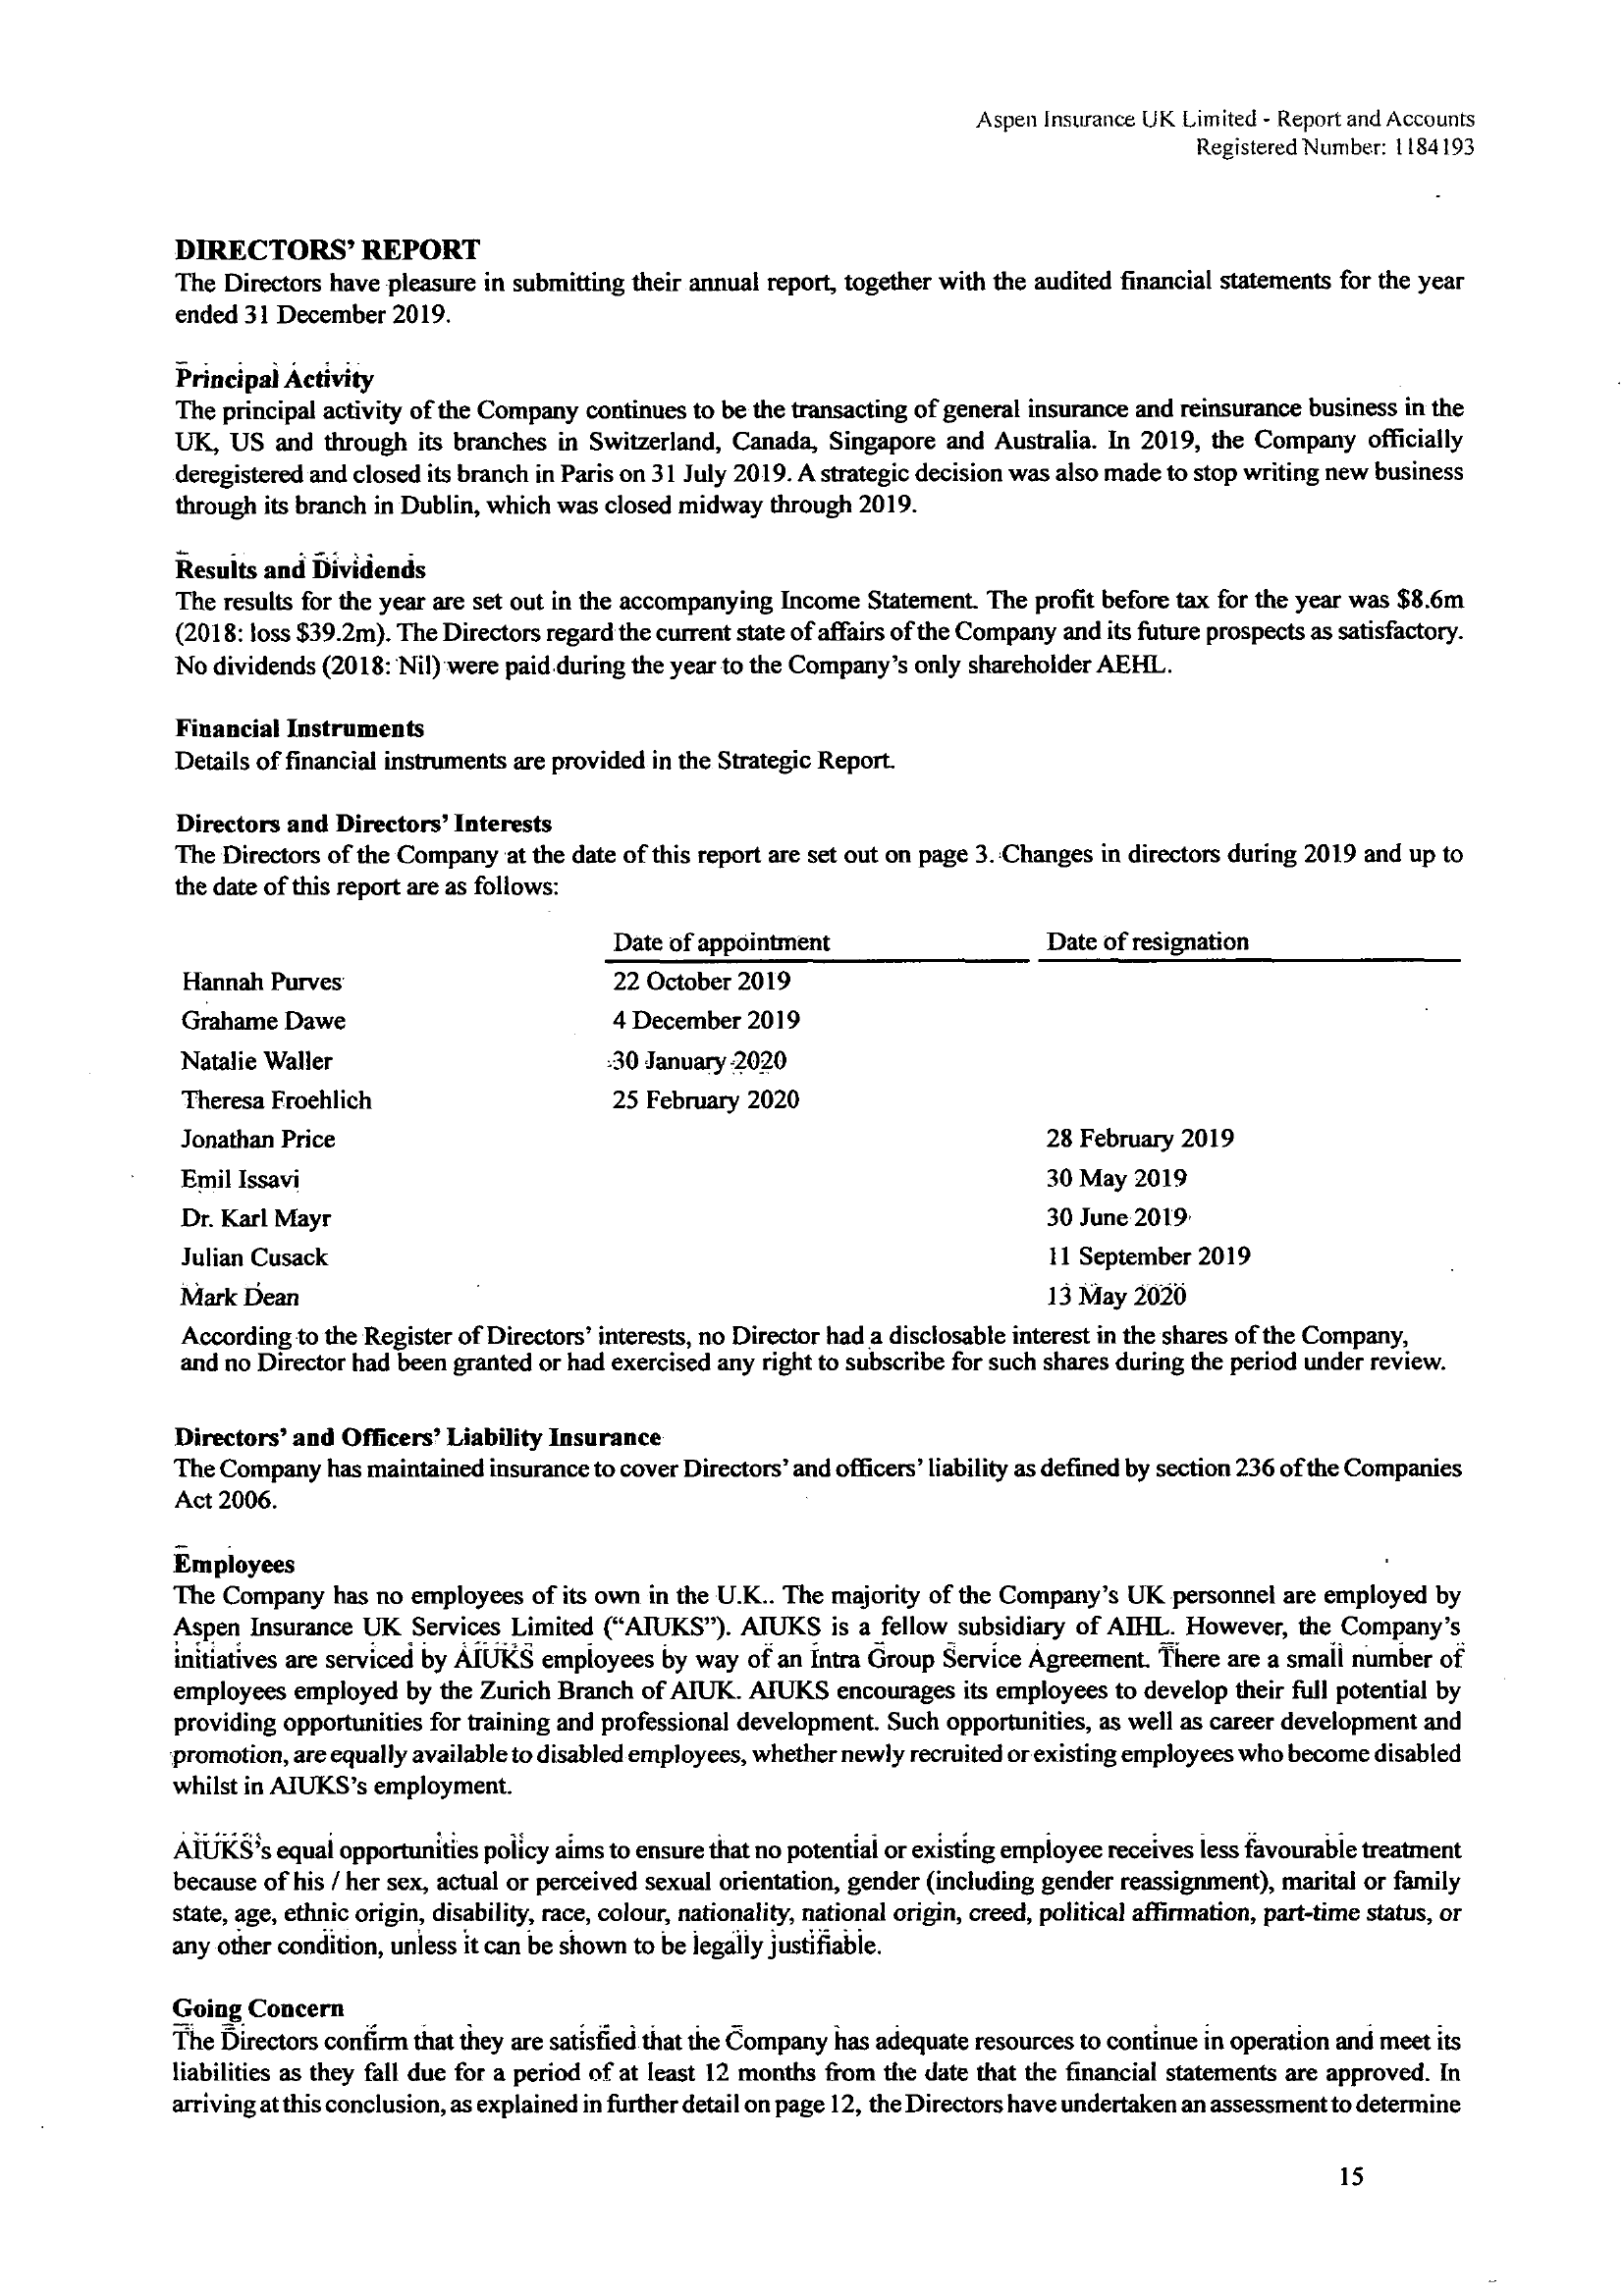 Aspen Insurance UK Limited - Report and Accounts
Registered Number: 1184193
DIRECTORS' REPORT
The Directors have pleasure in submitting their annual report, together with the audited financial statements for the year
ended 31 December 2019.
Principal Activity
The principal activity of the Company continues to be the transacting of general insurance and reinsurance business in the
UK, US and through its branches in Switzerland, Canada, Singapore and Australia. In 2019, the Company officially
deregistered and closed its branch in Paris on 31 July 2019. A strategic decision was also made to stop writing new business
through its branch in Dublin, which was closed midway through 2019.
Results and Dividends
The results for the year are set out in the accompanying Income Statement. The profit before tax for the year was $8.6m
(2018: loss $39.2m). The Directors regard the current state of affairs of the Company and its future prospects as satisfactory.
No dividends (2018: Nil) were paid during the year to the Company's only shareholder AEHL.
Financial Instruments
Details of financial instruments are provided in the Strategic Report.
Directors and Directors' Interests
The Directors of the Company at the date of this report are set out on page 3. Changes in directors during 2019 and up to
the date of this report are as follows:
Date of appointment Date of resignation
Hannah Purves 22 October 2019
Grahame Dawe 4 December 2019
Natalie Waller 30 January 2020
Theresa Froehlich 25 February 2020
Jonathan Price 28 February 2019
Emil Issavi 30 May 2019
Dr. Karl Mayr 30 June 2019
Julian Cusack 11 September 2019
Mark Dean 13 May 2020
According to the Register of Directors' interests, no Director had a disclosable interest in the shares of the Company,
and no Director had been granted or had exercised any right to subscribe for such shares during the period under review.
Directors' and Officers' Liability Insurance
The Company has maintained insurance to cover Directors' and officers' liability as defined by section 236 of the Companies
Act 2006.
Employees
The Company has no employees of its own in the U.K.. The majority of the Company's UK personnel are employed by
Aspen Insurance UK Services Limited ("AIUKS"). AIUKS is a fellow subsidiary of AIHL. However, the Company's
initiatives are serviced by AIUKS employees by way of an Intra Group Service Agreement. There are a small number of
employees employed by the Zurich Branch of AIUK. AIUKS encourages its employees to develop their full potential by
providing opportunities for training and professional development. Such opportunities, as well as career development and
promotion, are equally available to disabled employees, whether newly recruited or existing employees who become disabled
whilst in AIUKS's employment.
AIUKS's equal opportunities policy aims to ensure that no potential or existing employee receives less favourable treatment
because of his / her sex, actual or perceived sexual orientation, gender (including gender reassignment), marital or family
state, age, ethnic origin, disability, race, colour, nationality, national origin, creed, political affirmation, part-time status, or
any other condition, unless it can be shown to be legally justifiable.
Going Concern
The Directors confirm that they are satisfied that the Company has adequate resources to continue in operation and meet its
liabilities as they fall due for a period of at least 12 months from the date that the financial statements are approved. In
arriving at this conclusion, as explained in further detail on page 12, the Directors have undertaken an assessment to determine
15